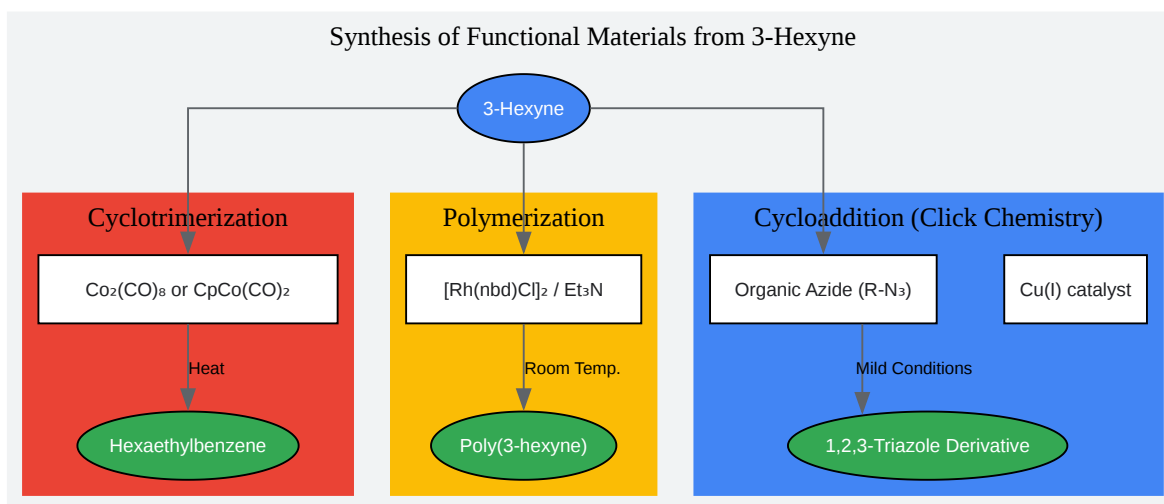 Synthesis of Functional Materials from 3-Hexyne
3-Hexyne
Cyclotrimerization
Polymerization
Cycloaddition (Click Chemistry)
Co₂(CO)₈ or CpCo(CO)₂
[Rh(nbd)Cl]₂ / Et₃N
Organic Azide (R-N₃)
Cu(I) catalyst
Heat
Room Temp.
Mild Conditions
Hexaethylbenzene
Poly(3-hexyne)
1,2,3-Triazole Derivative